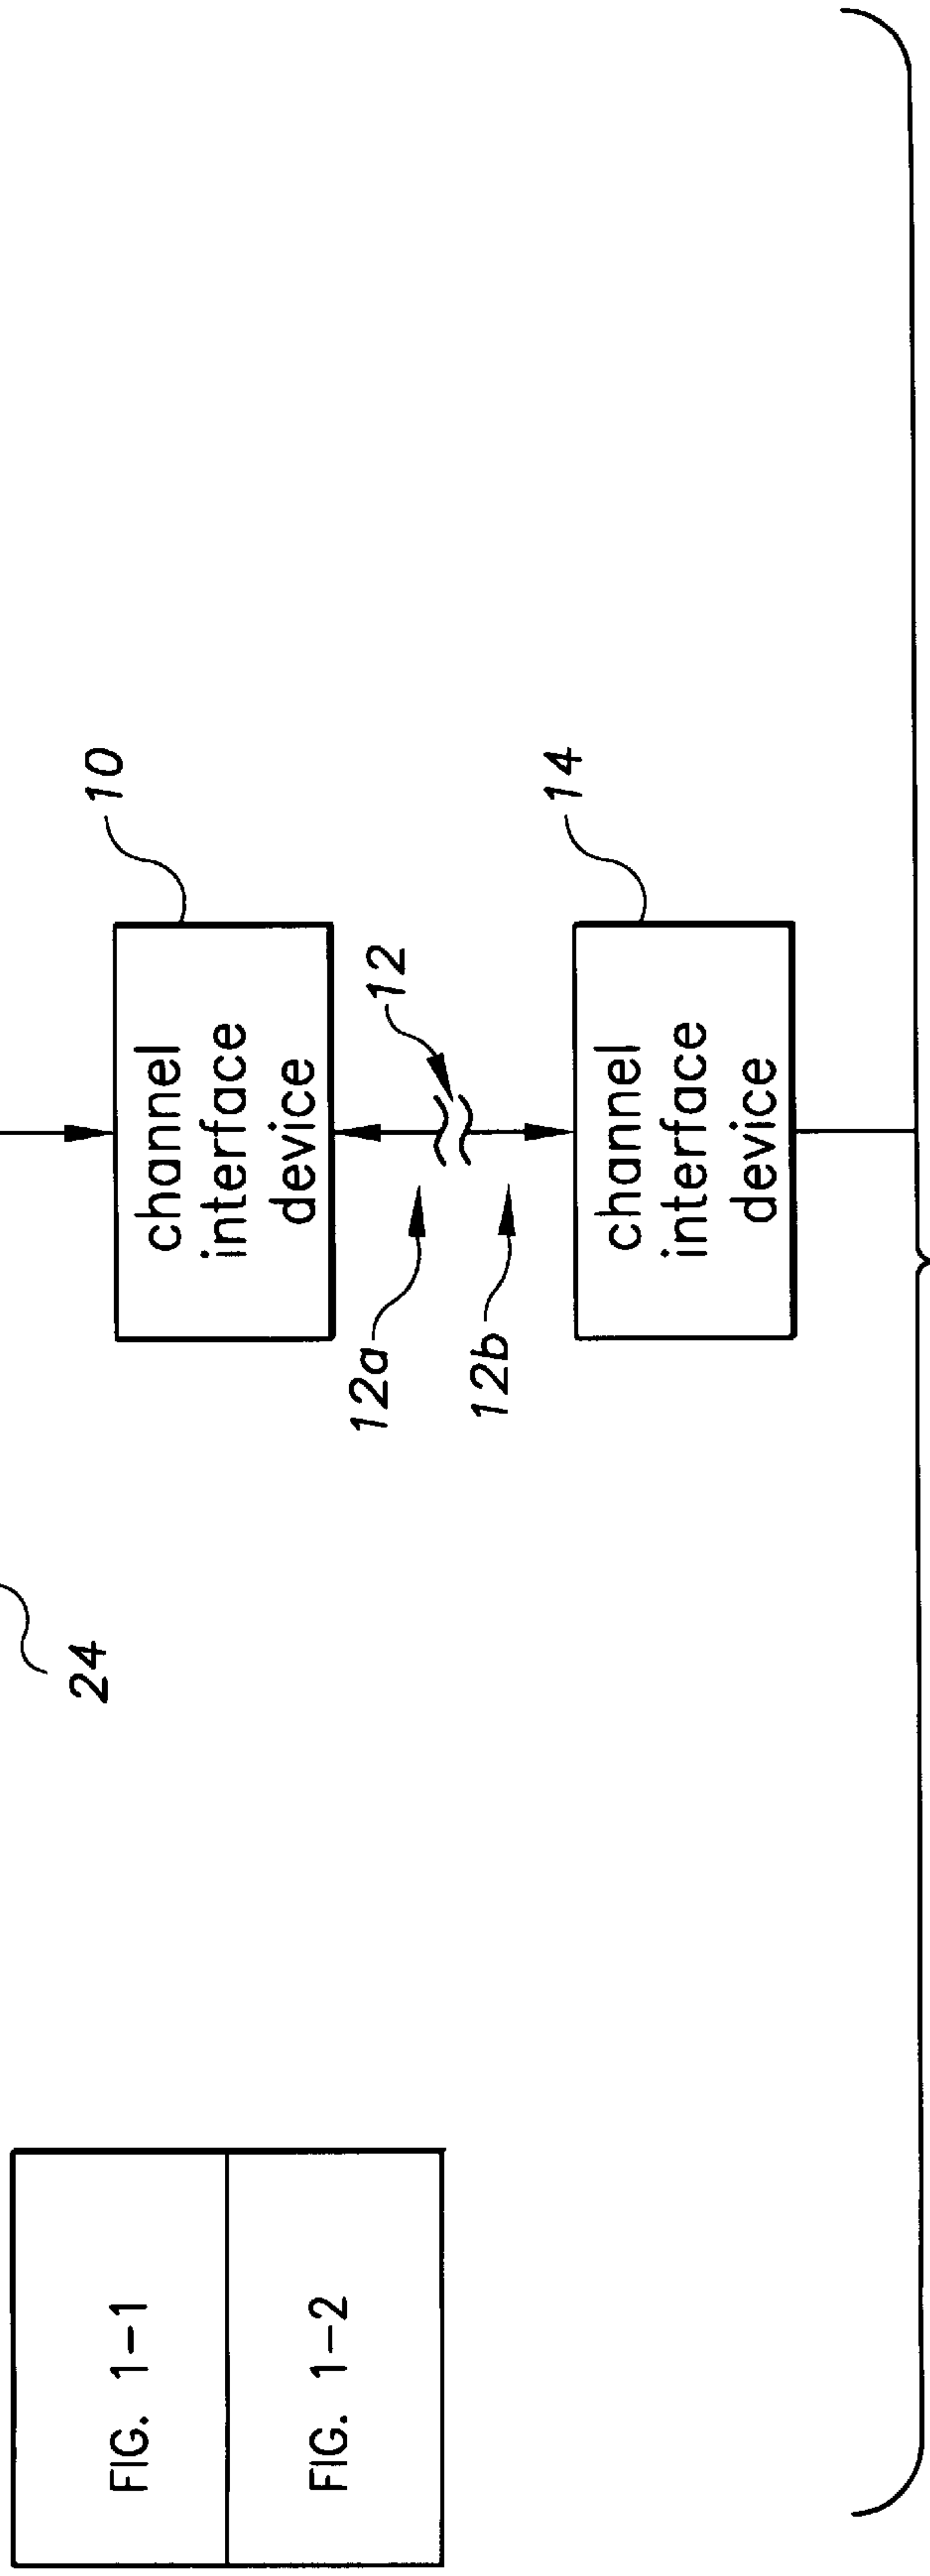 24
channel
interface
device
10
12a
12
12b
channel
interface
device
14
FIG. 1-1
FIG. 1-2